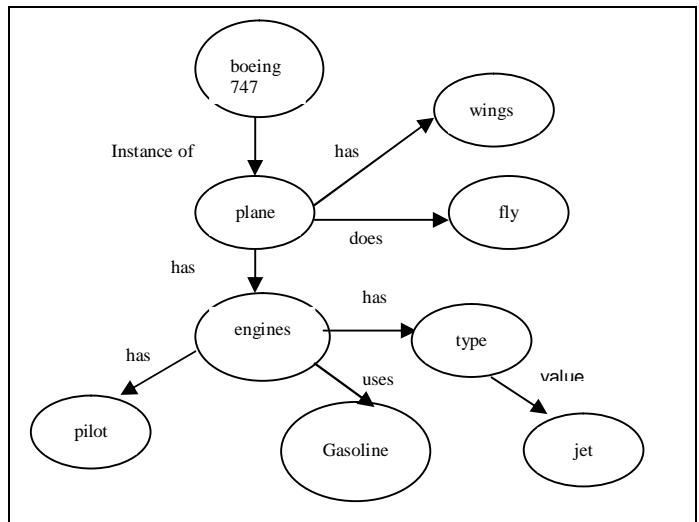 boeing
747
wings
Instance of
has
plane
fly
does
has
has
engines
type
has
uses
value
pilot
Gasoline
jet